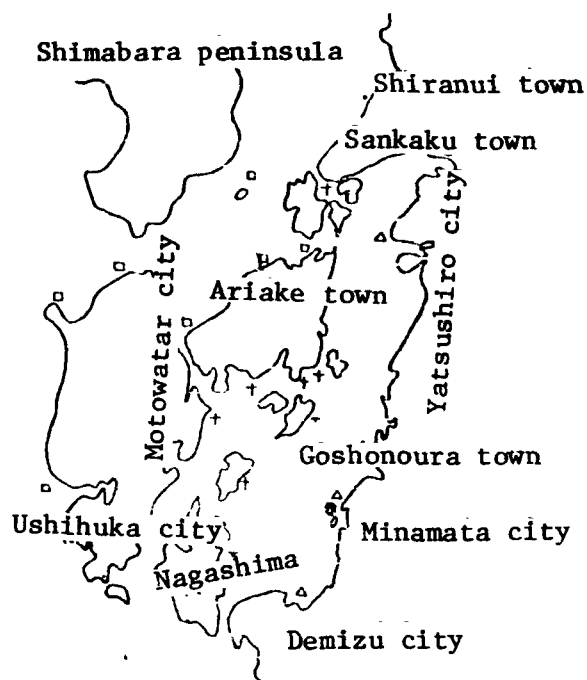 Shimabara peninsula
Shiranui town
Sankaku town
Ariake town
Motowatar city
Yatsushiro city
Goshonoura town
Ushihuka city
Minamata city
Nagashima
Demizu city